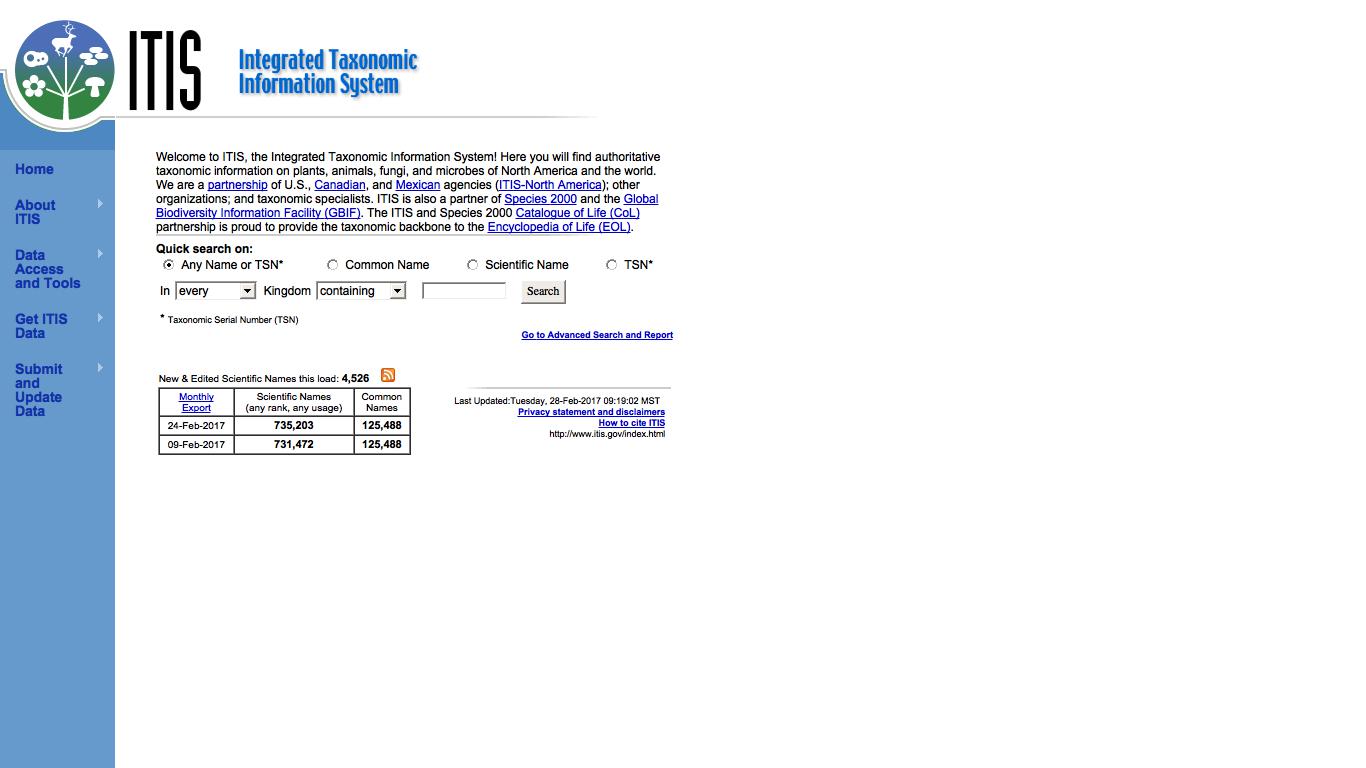 ITIS
Integrated Taxonomic
Information System
Home
About
ITIS
Data
Access
and Tools
Get ITIS
Data
Submit
and
Update
Data
Welcome to ITIS, the Integrated Taxonomic Information System! Here you will find authoritative
taxonomic information on plants, animals, fungi, and microbes of North America and the world.
We are a partnership of U.S., Canadian, and Mexican agencies (ITIS-North America); other
organizations; and taxonomic specialists. ITIS is also a partner of Species 2000 and the Global
Biodiversity Information Facility (GBIF). The ITIS and Species 2000 Catalogue of Life (CoL)
partnership is proud to provide the taxonomic backbone to the Encyclopedia of Life (EOL).
Quick search on:
Any Name or TSN* Common Name Scientific Name TSN*
In every Kingdom containing Search
* Taxonomic Serial Number (TSN)
Go to Advanced Search and Report
New & Edited Scientific Names this load: 4,526
Monthly
Export
Scientific Names
(any rank, any usage)
Common
Names
24-Feb-2017 735,203 125,488
09-Feb-2017 731,472 125,488
Last Updated:Tuesday, 28-Feb-2017 09:19:02 MST
Privacy statement and disclaimers
How to cite ITIS
http://www.itis.gov/index.html